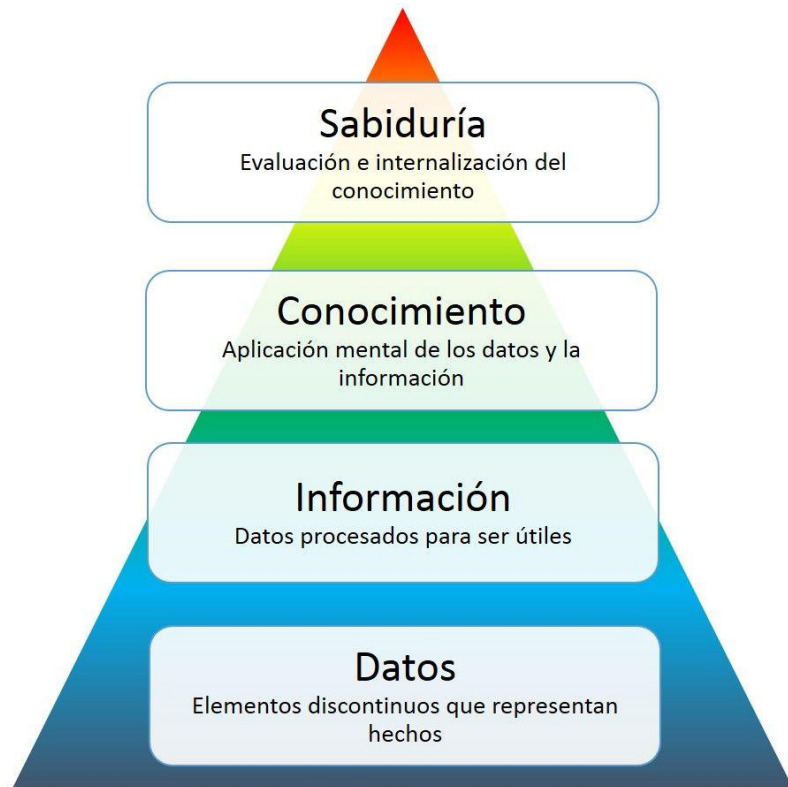 Sabiduría
Evaluación e internalización del
conocimiento
Conocimiento
Aplicación mental de los datos y la
información
Información
Datos procesados para ser útiles
Datos
Elementos discontinuos que representan
hechos